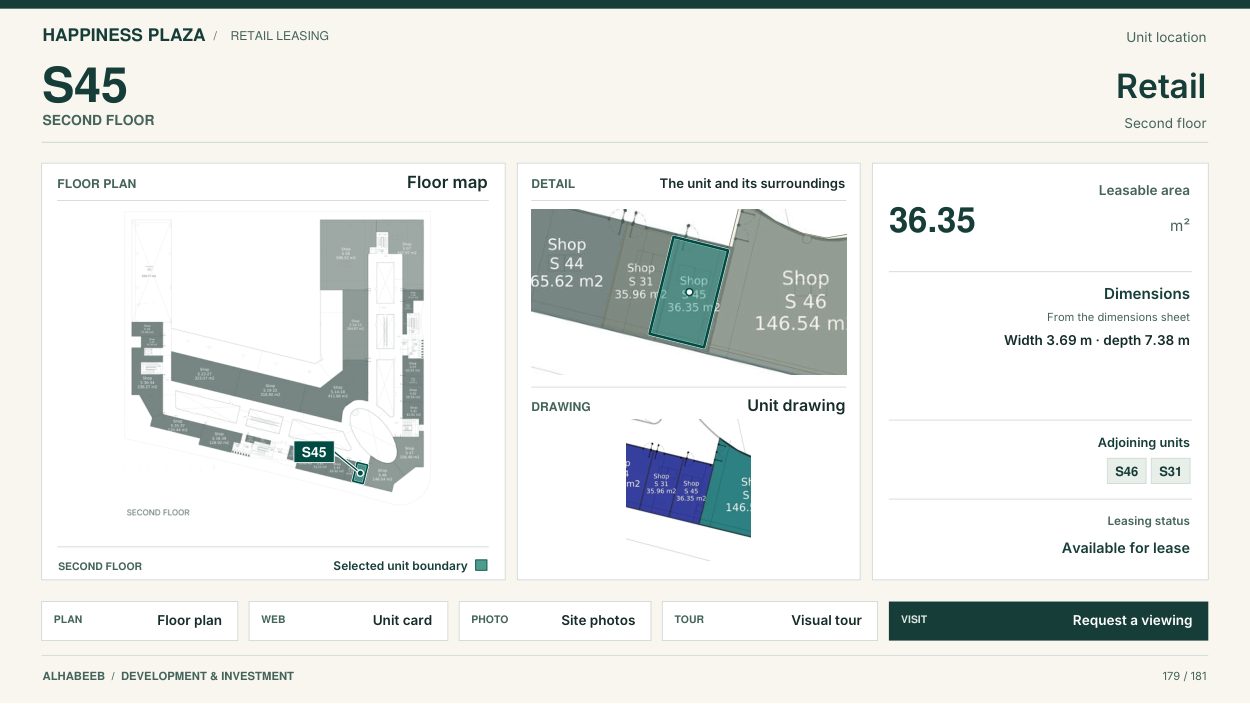 HAPPINESS PLAZA / RETAIL LEASING
Unit location
S45
Retail
SECOND FLOOR
Second floor
FLOOR PLAN
Floor map
S45
SECOND FLOOR
SECOND FLOOR
Selected unit boundary
DETAIL
The unit and its surroundings
Shop
S 44
65.62 m2
Shop
S 31
35.96 m2
Shop
S 45
36.35 m2
Shop
S 46
146.54 m
DRAWING
Unit drawing
m2
Shop
S 31
35.96 m2
Shop
S 45
36.35 m2
Sh
S
146.5
Leasable area
36.35
m²
Dimensions
From the dimensions sheet
Width 3.69 m · depth 7.38 m
Adjoining units
S46 S31
Leasing status
Available for lease
PLAN Floor plan
WEB Unit card
PHOTO Site photos
TOUR Visual tour
VISIT Request a viewing
ALHABEEB / DEVELOPMENT & INVESTMENT
179 / 181